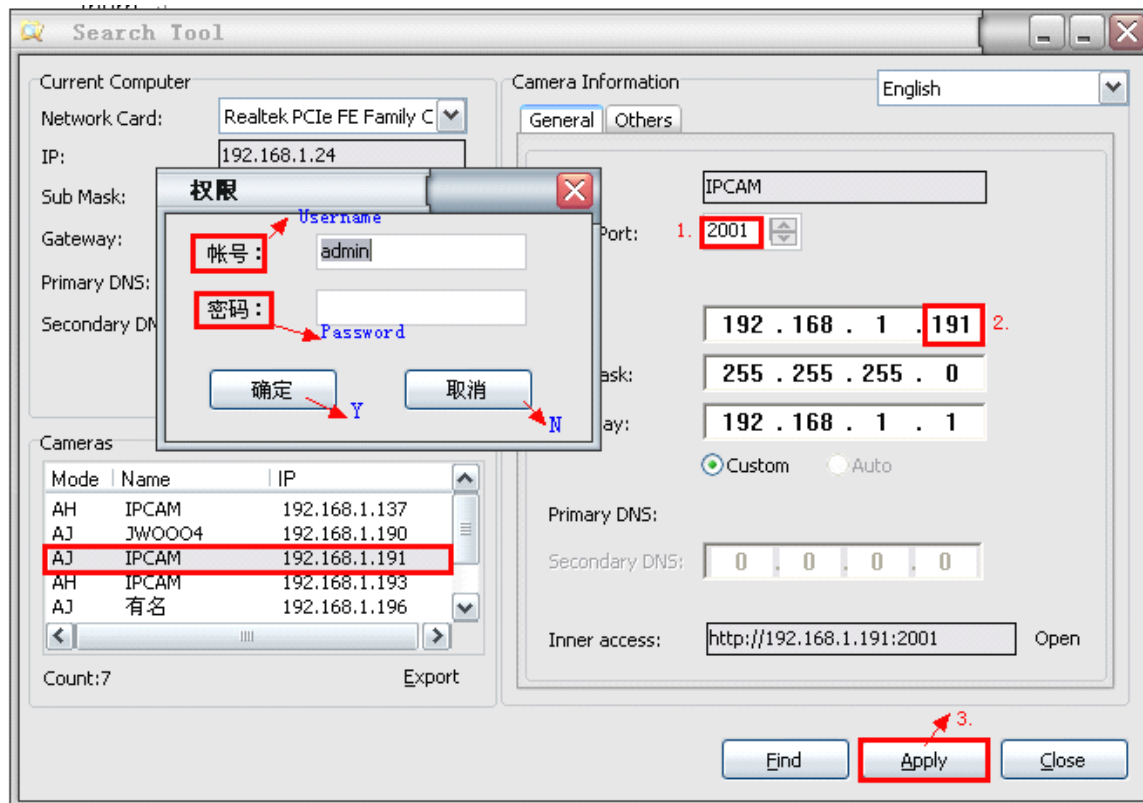 Search Tool
Current Computer
Network Card:
Realtek PCIe FE Family C
IP:
192.168.1.24
Sub Mask:
Gateway:
Primary DNS:
Secondary DN
权限
Username
帐号：
admin
密码：
Password
确定
取消
Y
N
Cameras
Mode Name IP
AH IPCAM 192.168.1.137
AJ JWOOO4 192.168.1.190
AJ IPCAM 192.168.1.191
AH IPCAM 192.168.1.193
AJ 有名 192.168.1.196
Count:7
Export
Camera Information
English
General Others
IPCAM
Port: 1. 2001
192 . 168 . 1 . 191 2.
ask: 255 . 255 . 255 . 0
ay: 192 . 168 . 1 . 1
Custom Auto
Primary DNS:
Secondary DNS: 0 . 0 . 0 . 0
Inner access: http://192.168.1.191:2001 Open
3.
Find Apply Close